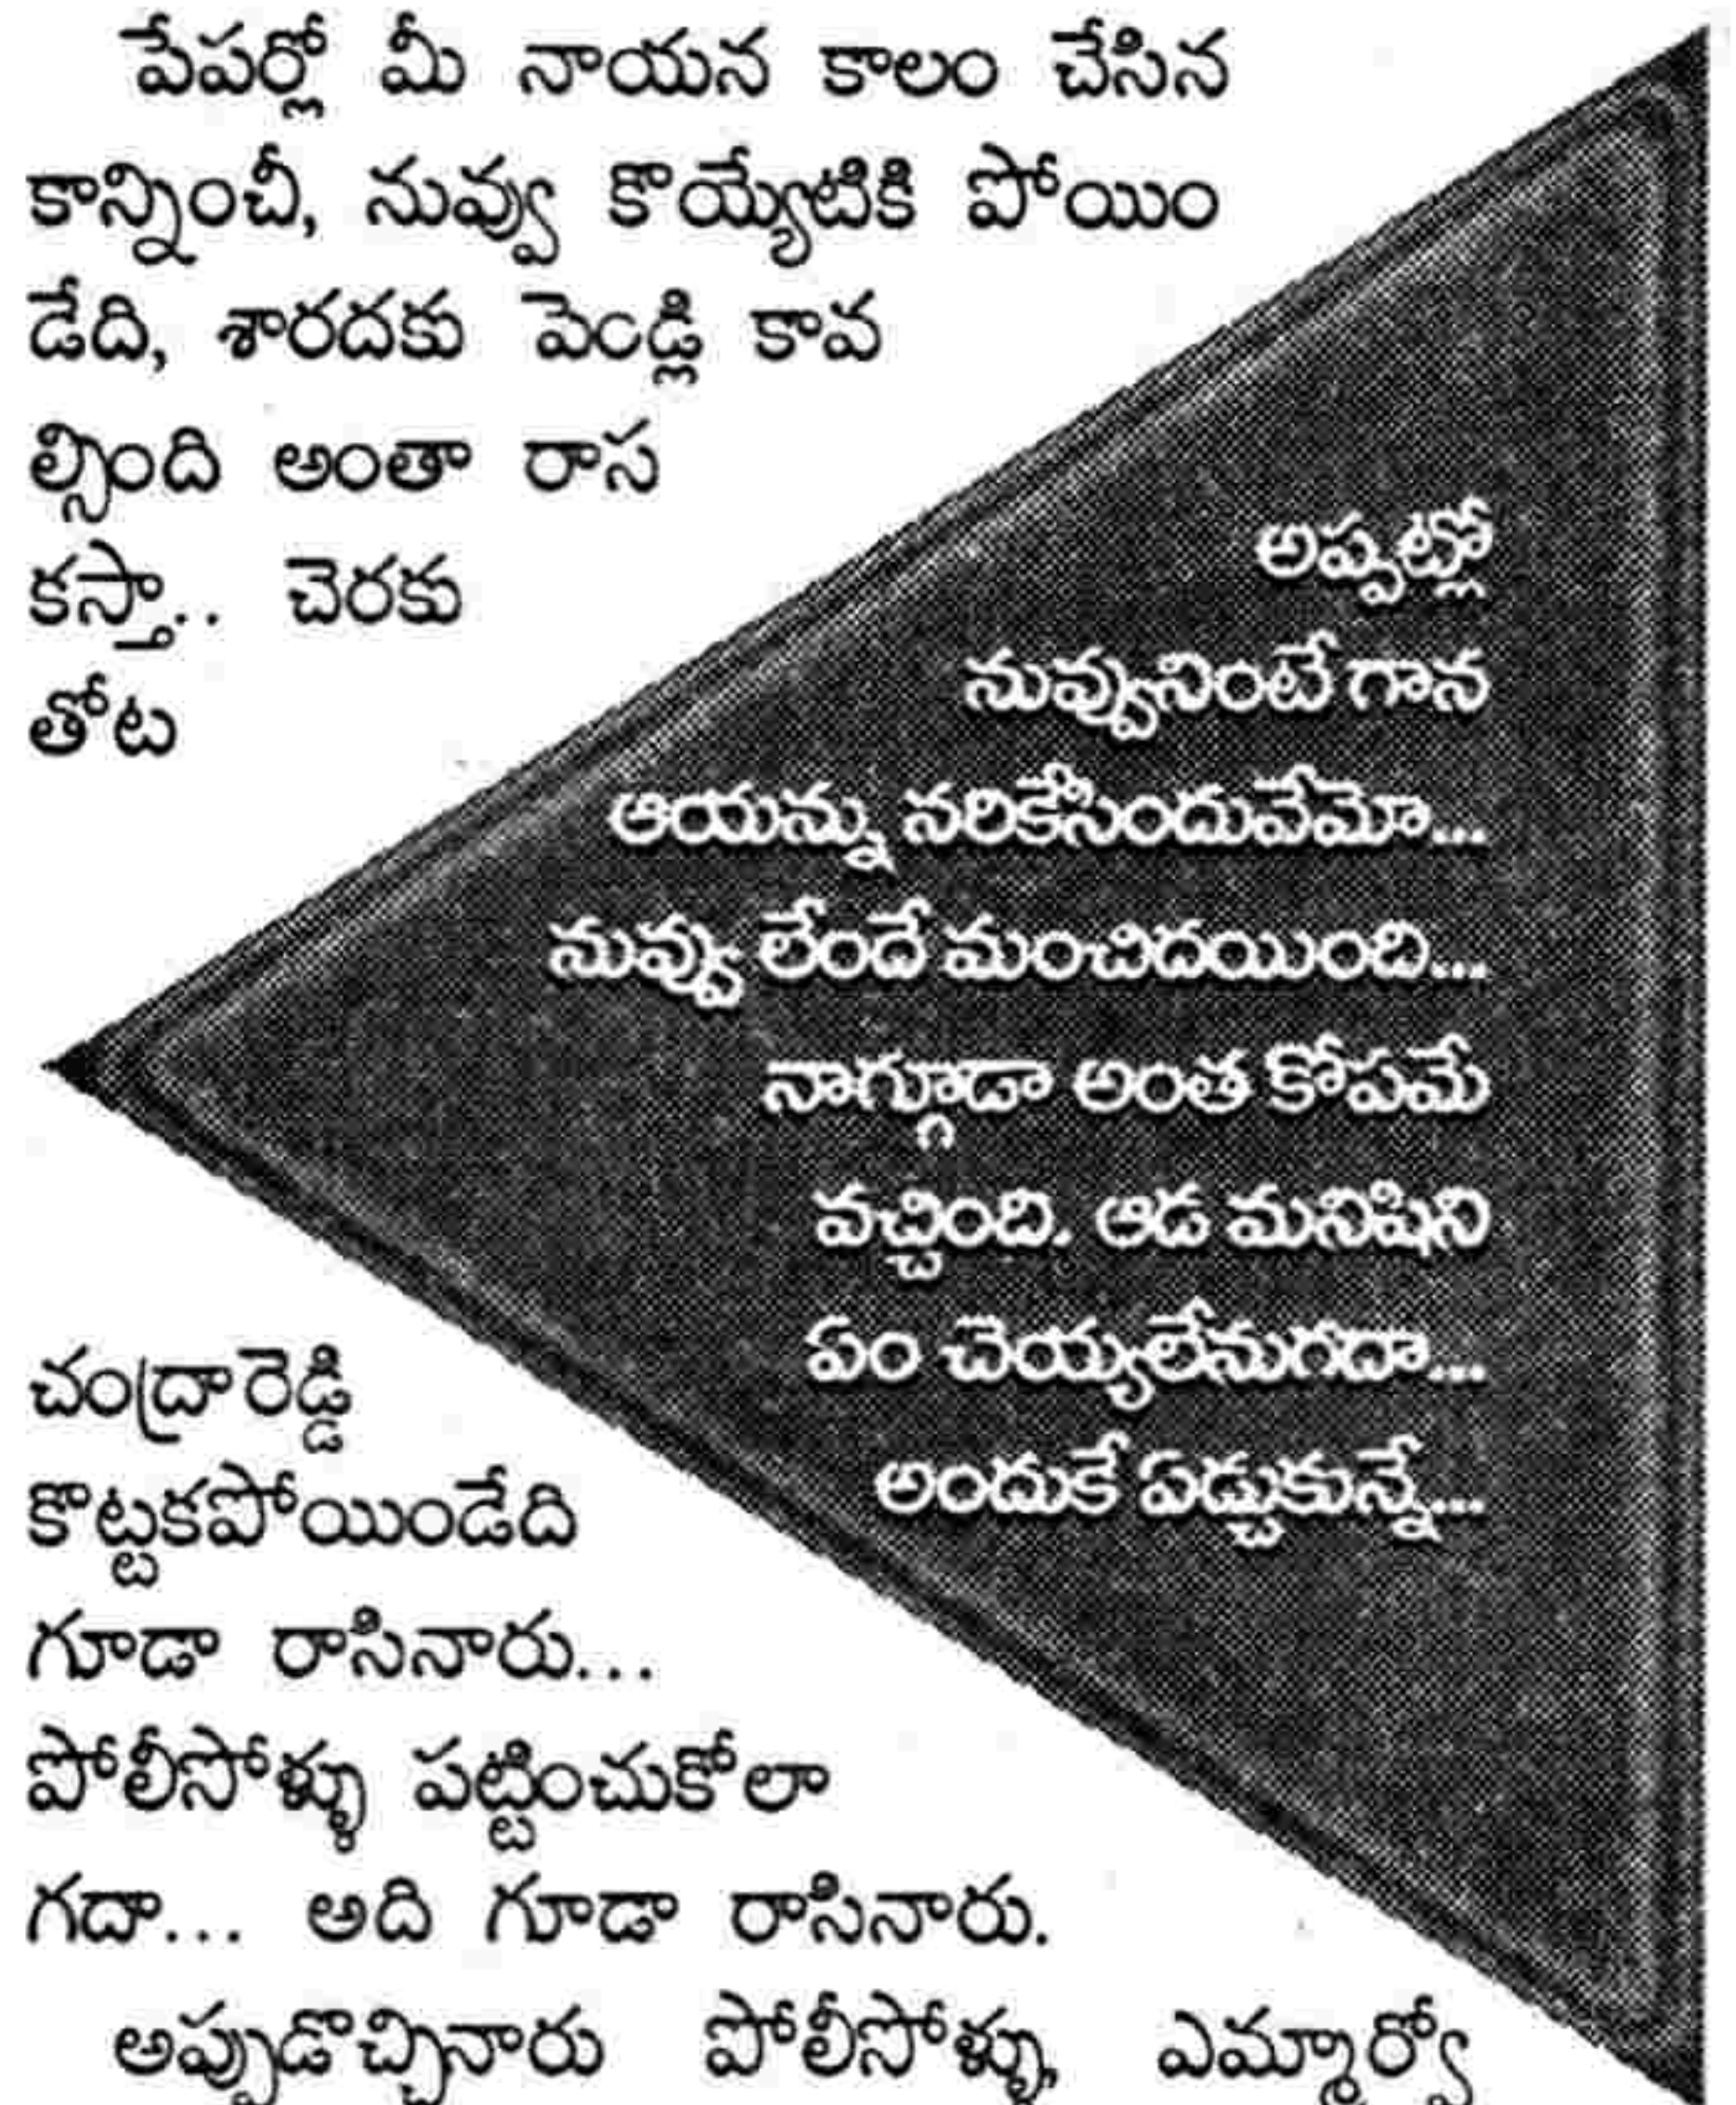 పేపర్లో మీ నాయన కాలం చేసిన
కాన్నించీ, నువ్వు కొయ్యేటికి పోయిం
డేది, శారదకు పెండ్లి కావ
ల్సింది అంతా రాస
కస్తా.. చెరకు
తోట
చంద్రారెడ్డి
కొట్టకపోయిండేది
గూడా రాసినారు...
పోలీసోళ్ళు పట్టించుకోలా
గదా... అది గూడా రాసినారు.
అప్పుడొచ్చినారు పోలీసోళ్ళు, ఎమ్మార్వో
అప్పట్లో
నువ్వునింటే గాన
ఆయన్ను నరికేసిందువేమో...
నువ్వు లేందే మంచిదయింది...
నాగ్గూడా అంత కోపమే
వచ్చింది. ఆడ మనిషిని
ఏం చెయ్యలేనుగదా...
అందుకే ఏడ్చుకున్నే...